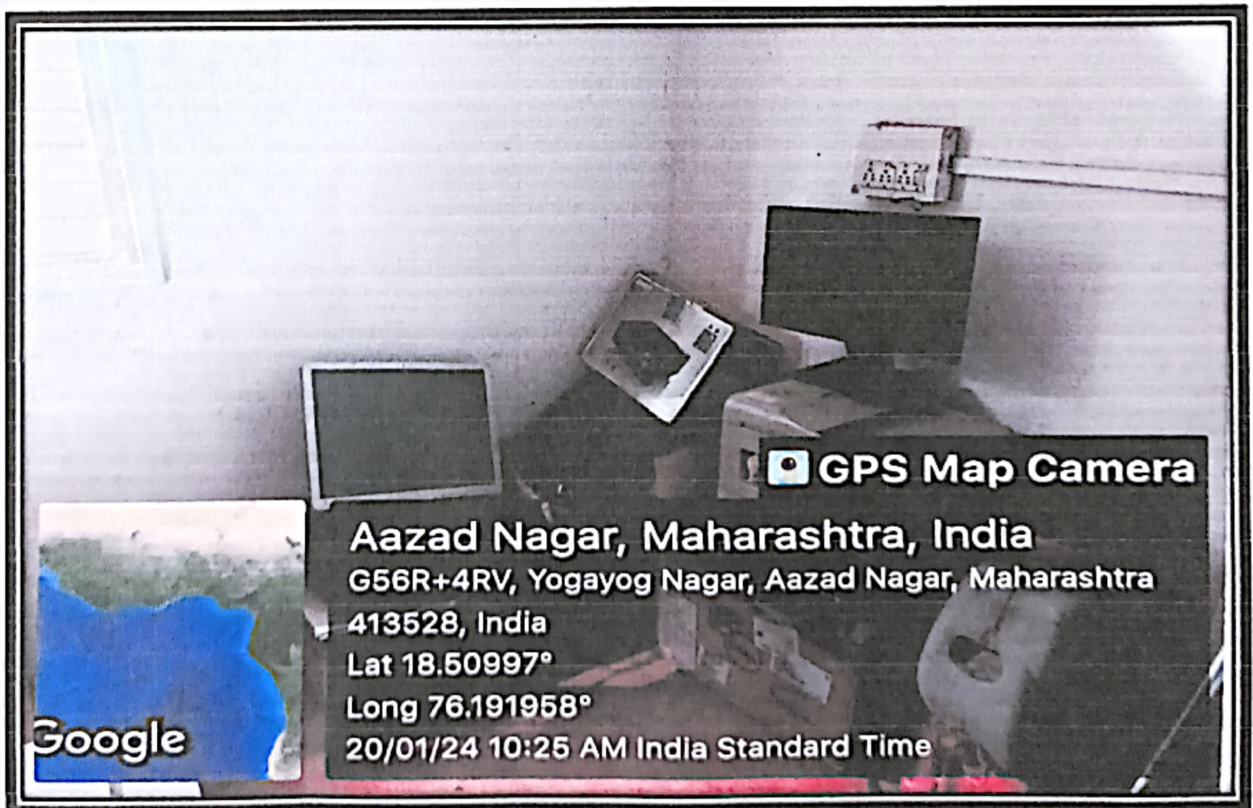 GPS Map Camera
Aazad Nagar, Maharashtra, India
G56R+4RV, Yogayog Nagar, Aazad Nagar, Maharashtra
413528, India
Lat 18.50997°
Long 76.191958°
20/01/24 10:25 AM India Standard Time
Google